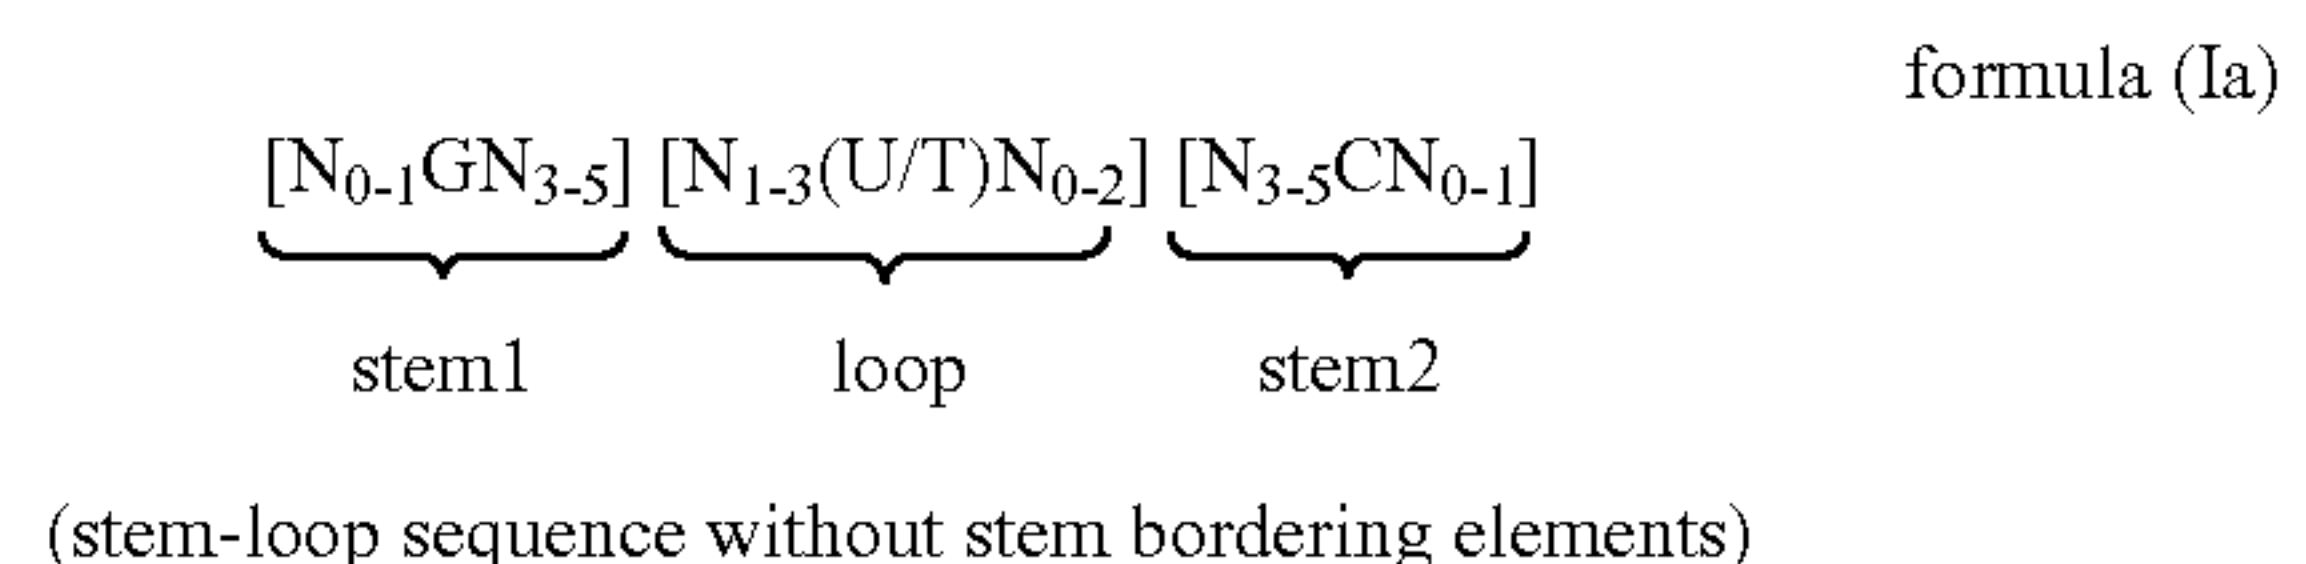 formula (Ia)
[N₀₋₁GN₃₋₅] [N₁₋₃(U/T)N₀₋₂] [N₃₋₅CN₀₋₁]
stem1 loop stem2
(stem-loop sequence without stem bordering elements)